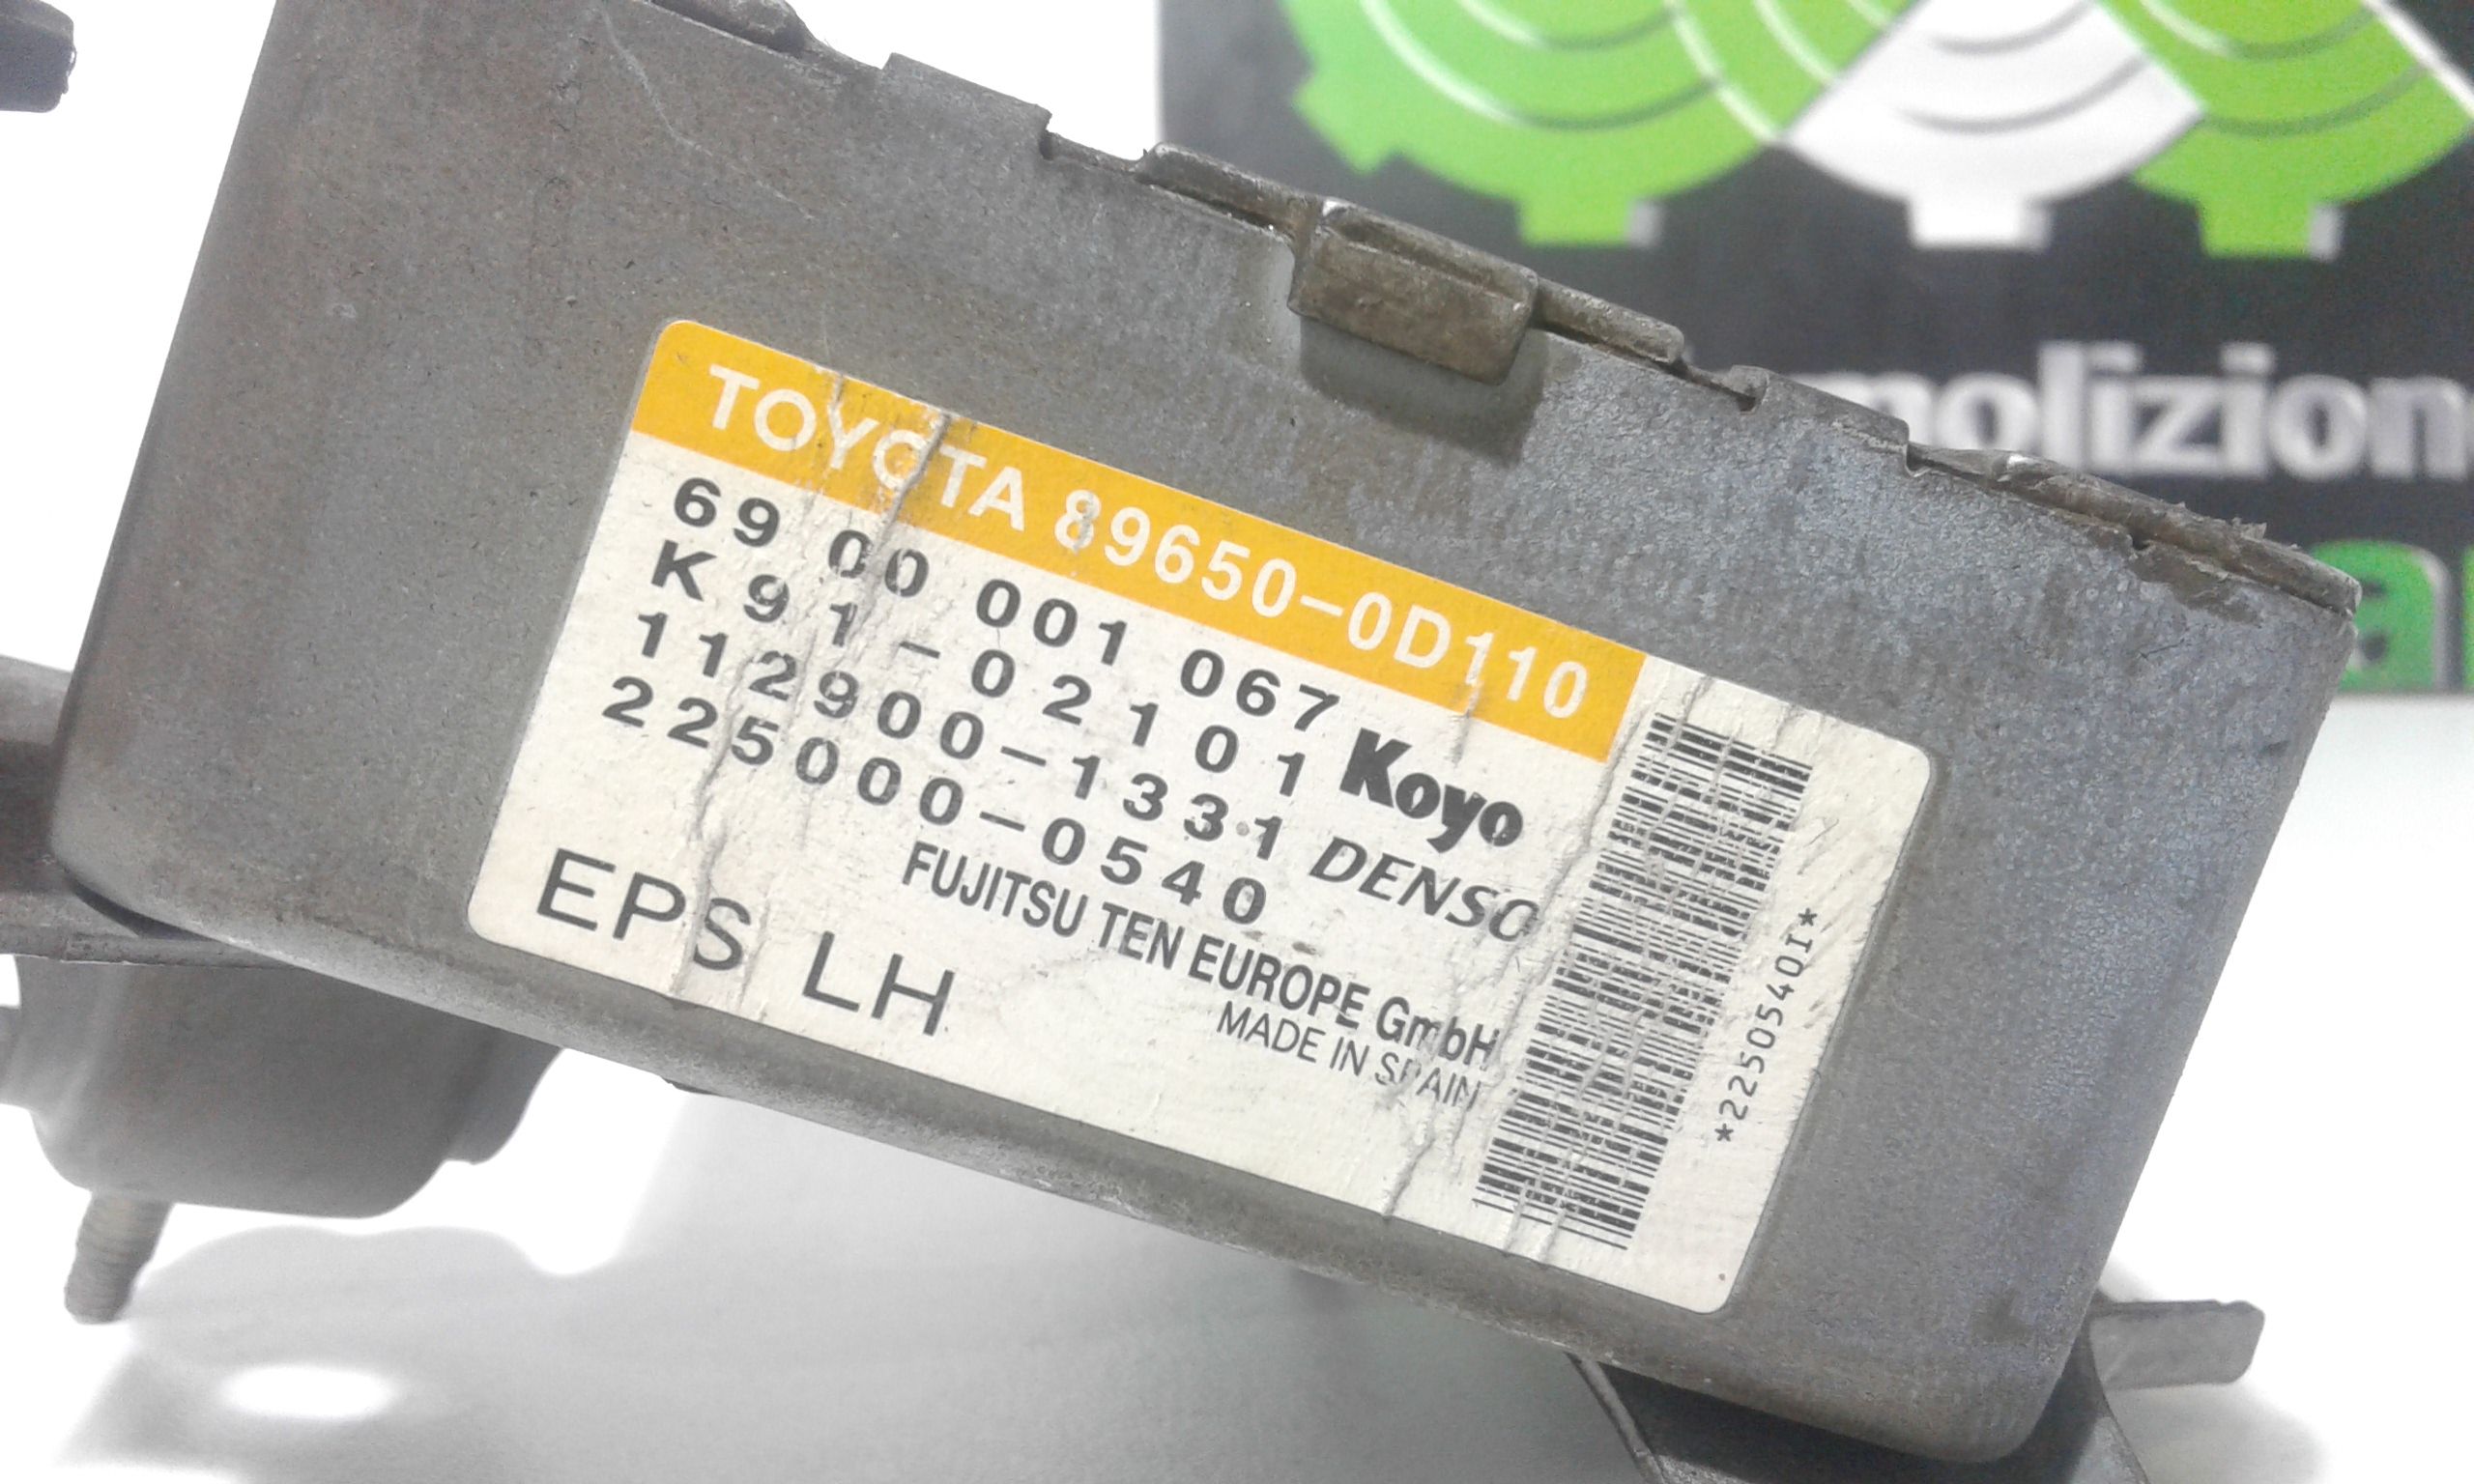 TOYOTA 89650-0D110
69 00 001 067
K91-02101 Koyo
112900-1331 DENSO
225000-0540
FUJITSU TEN EUROPE GmbH
MADE IN SPAIN
EPS LH
*2250540I*
molizion